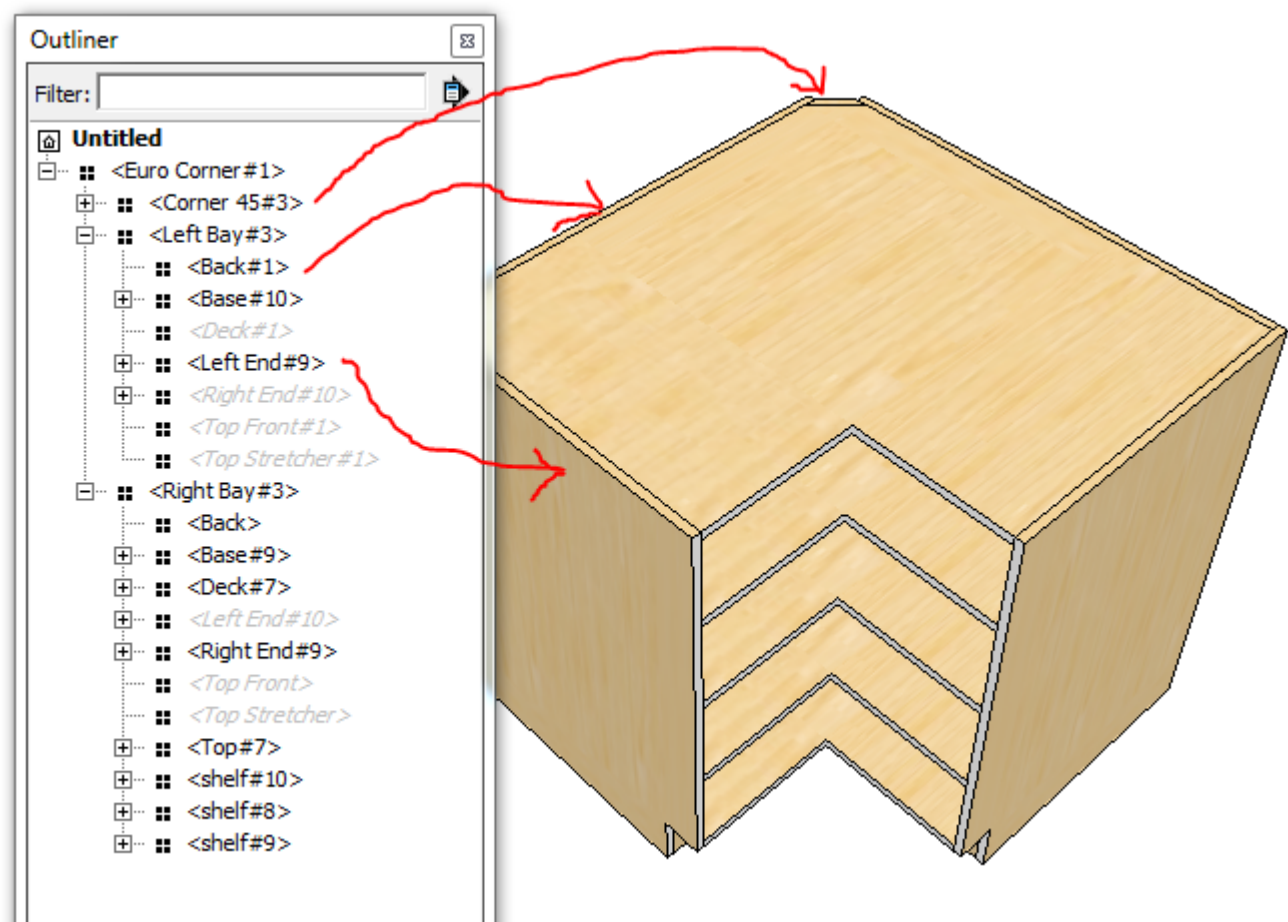 Outliner
Filter:
Untitled
<Euro Corner#1>
<Corner 45#3>
<Left Bay#3>
<Back#1>
<Base#10>
<Deck#1>
<Left End#9>
<Right End#10>
<Top Front#1>
<Top Stretcher#1>
<Right Bay#3>
<Back>
<Base#9>
<Deck#7>
<Left End#10>
<Right End#9>
<Top Front>
<Top Stretcher>
<Top#7>
<shelf#10>
<shelf#8>
<shelf#9>